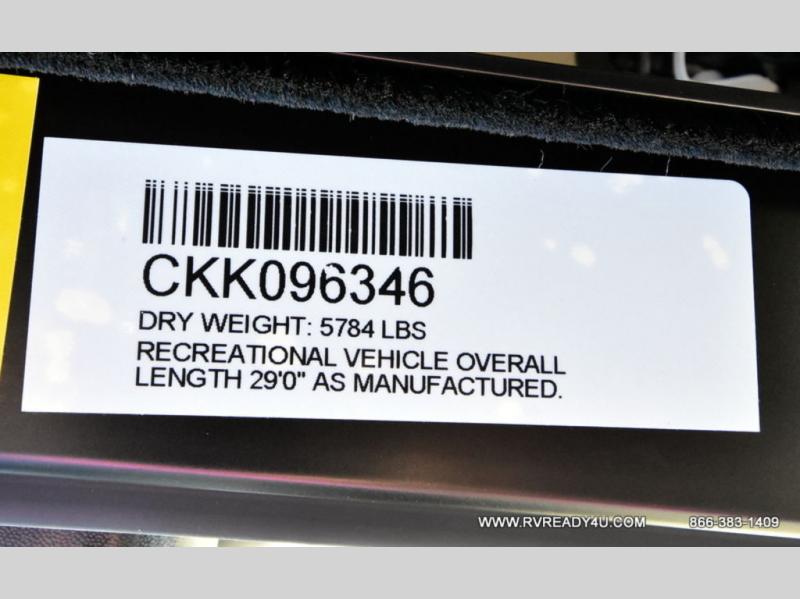 CKK096346
DRY WEIGHT: 5784 LBS
RECREATIONAL VEHICLE OVERALL
LENGTH 29'0" AS MANUFACTURED.
WWW.RVREADY4U.COM 866-383-1409